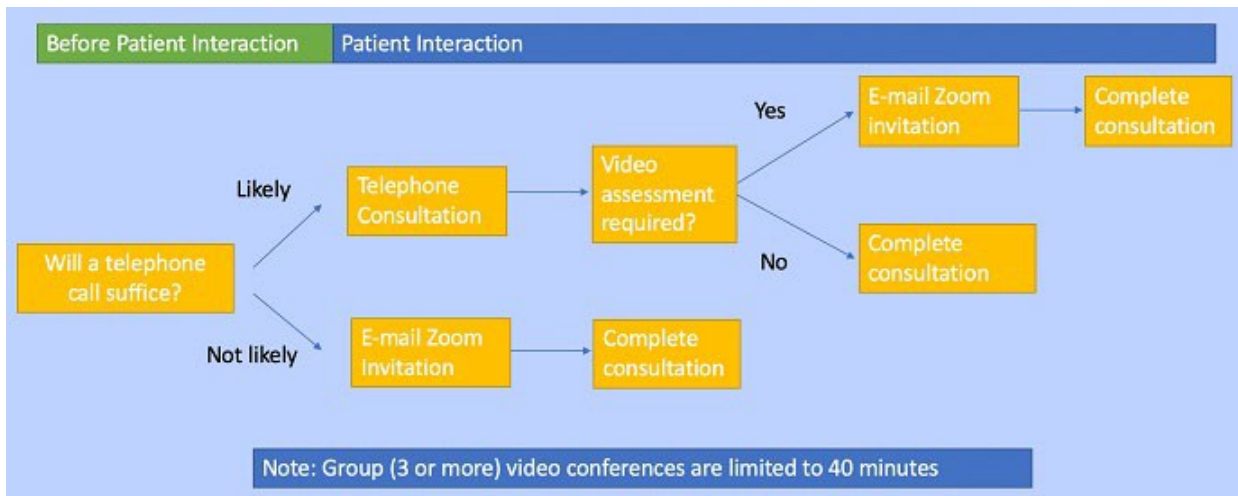 Before Patient Interaction
Patient Interaction
Will a telephone
call suffice?
Likely
Telephone
Consultation
Video
assessment
required?
Yes
E-mail Zoom
invitation
Complete
consultation
No
Complete
consultation
Not likely
E-mail Zoom
Invitation
Complete
consultation
Note: Group (3 or more) video conferences are limited to 40 minutes